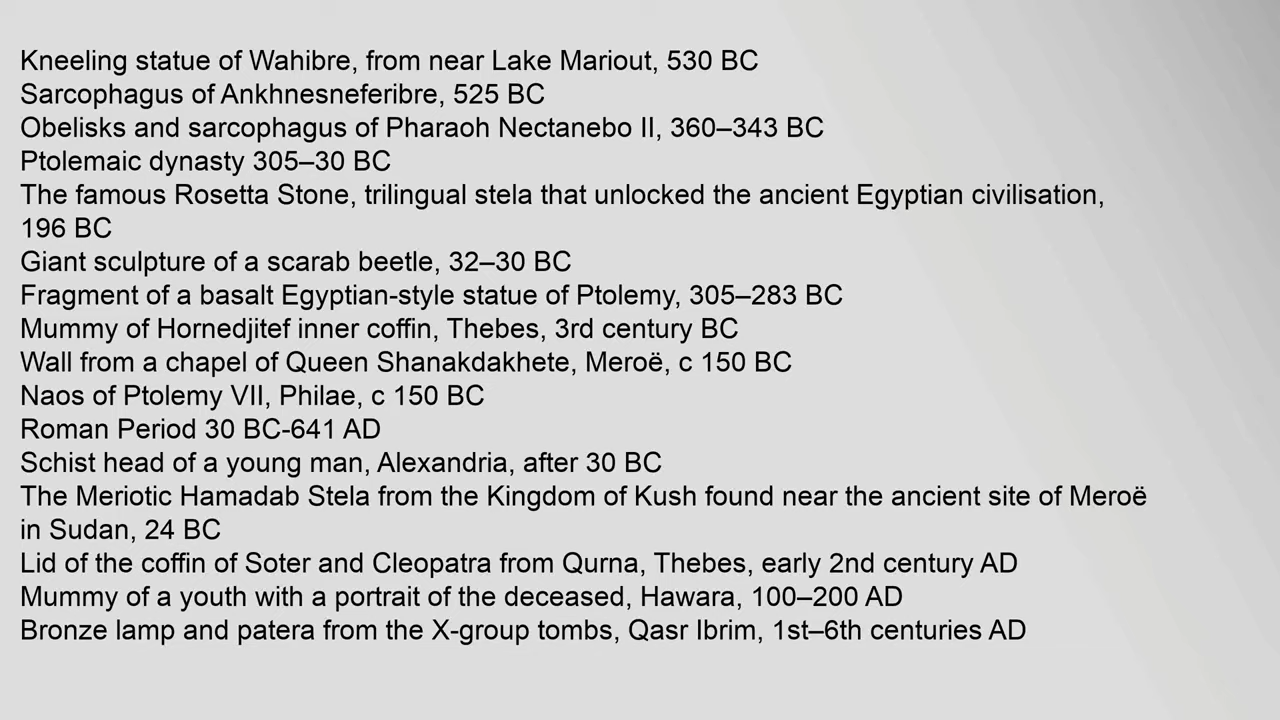 Kneeling statue of Wahibre, from near Lake Mariout, 530 BC
Sarcophagus of Ankhnesneferibre, 525 BC
Obelisks and sarcophagus of Pharaoh Nectanebo II, 360–343 BC
Ptolemaic dynasty 305–30 BC
The famous Rosetta Stone, trilingual stela that unlocked the ancient Egyptian civilisation,
196 BC
Giant sculpture of a scarab beetle, 32–30 BC
Fragment of a basalt Egyptian-style statue of Ptolemy, 305–283 BC
Mummy of Hornedjitef inner coffin, Thebes, 3rd century BC
Wall from a chapel of Queen Shanakdakhete, Meroë, c 150 BC
Naos of Ptolemy VII, Philae, c 150 BC
Roman Period 30 BC-641 AD
Schist head of a young man, Alexandria, after 30 BC
The Meriotic Hamadab Stela from the Kingdom of Kush found near the ancient site of Meroë
in Sudan, 24 BC
Lid of the coffin of Soter and Cleopatra from Qurna, Thebes, early 2nd century AD
Mummy of a youth with a portrait of the deceased, Hawara, 100–200 AD
Bronze lamp and patera from the X-group tombs, Qasr Ibrim, 1st–6th centuries AD